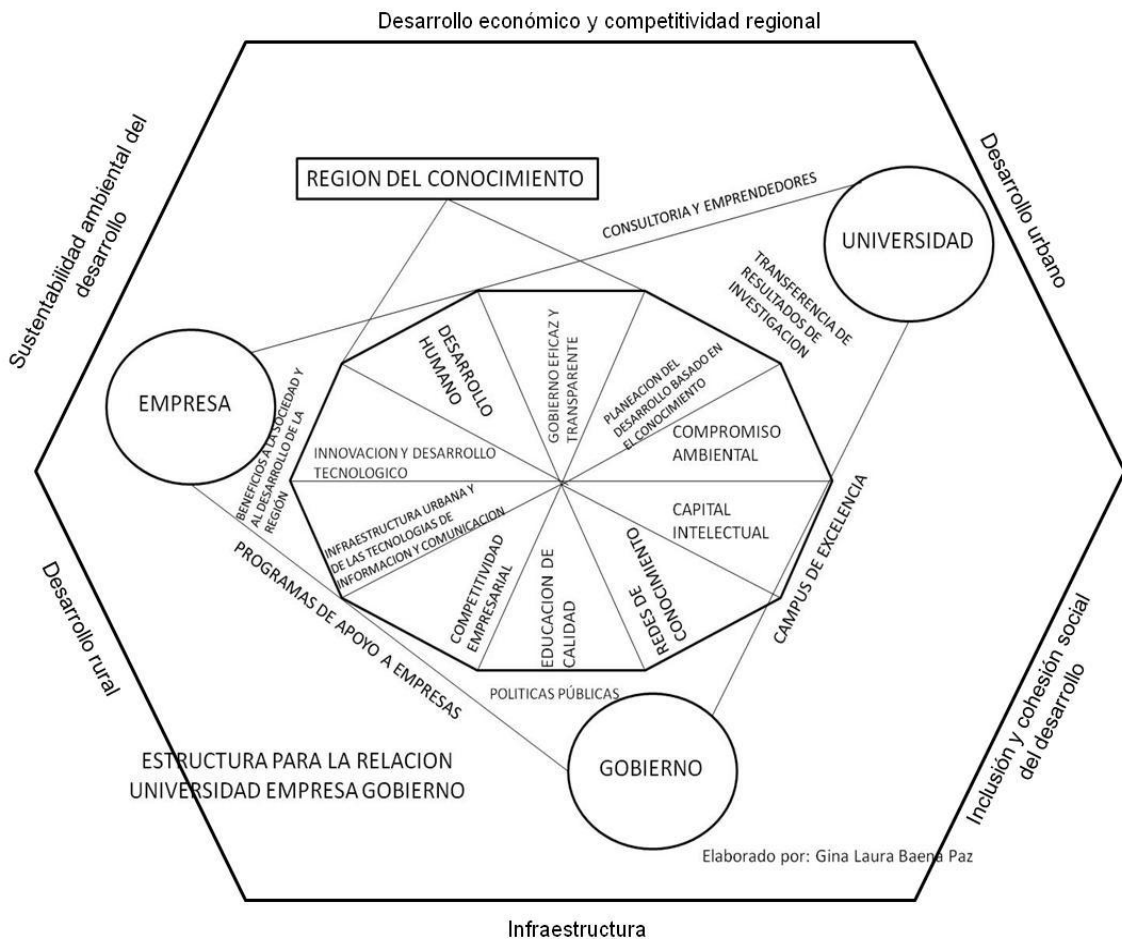 Desarrollo económico y competitividad regional
Sustentabilidad ambiental del
desarrollo
Desarrollo urbano
REGION DEL CONOCIMIENTO
CONSULTORIA Y EMPRENDEDORES
UNIVERSIDAD
TRANSFERENCIA DE
RESULTADOS DE
INVESTIGACION
EMPRESA
BENEFICIOS A LA SOCIEDAD Y
AL DESARROLLO DE LA
REGIÓN
DESARROLLO
HUMANO
GOBIERNO EFICAZ Y
TRANSPARENTE
PLANEACION DEL
DESARROLLO BASADO EN
EL CONOCIMIENTO
COMPROMISO
AMBIENTAL
INNOVACION Y DESARROLLO
TECNOLOGICO
CAPITAL
INTELECTUAL
INFRAESTRUCTURA URBANA Y
DE LAS TECNOLOGIAS DE
INFORMACION Y COMUNICACION
COMPETITIVIDAD
EMPRESARIAL
EDUCACION DE
CALIDAD
REDES DE
CONOCIMIENTO
CAMPUS DE EXCELENCIA
PROGRAMAS DE APOYO A EMPRESAS
POLITICAS PÚBLICAS
GOBIERNO
Desarrollo rural
Inclusión y cohesión social
del desarrollo
ESTRUCTURA PARA LA RELACION
UNIVERSIDAD EMPRESA GOBIERNO
Elaborado por: Gina Laura Baena Paz
Infraestructura